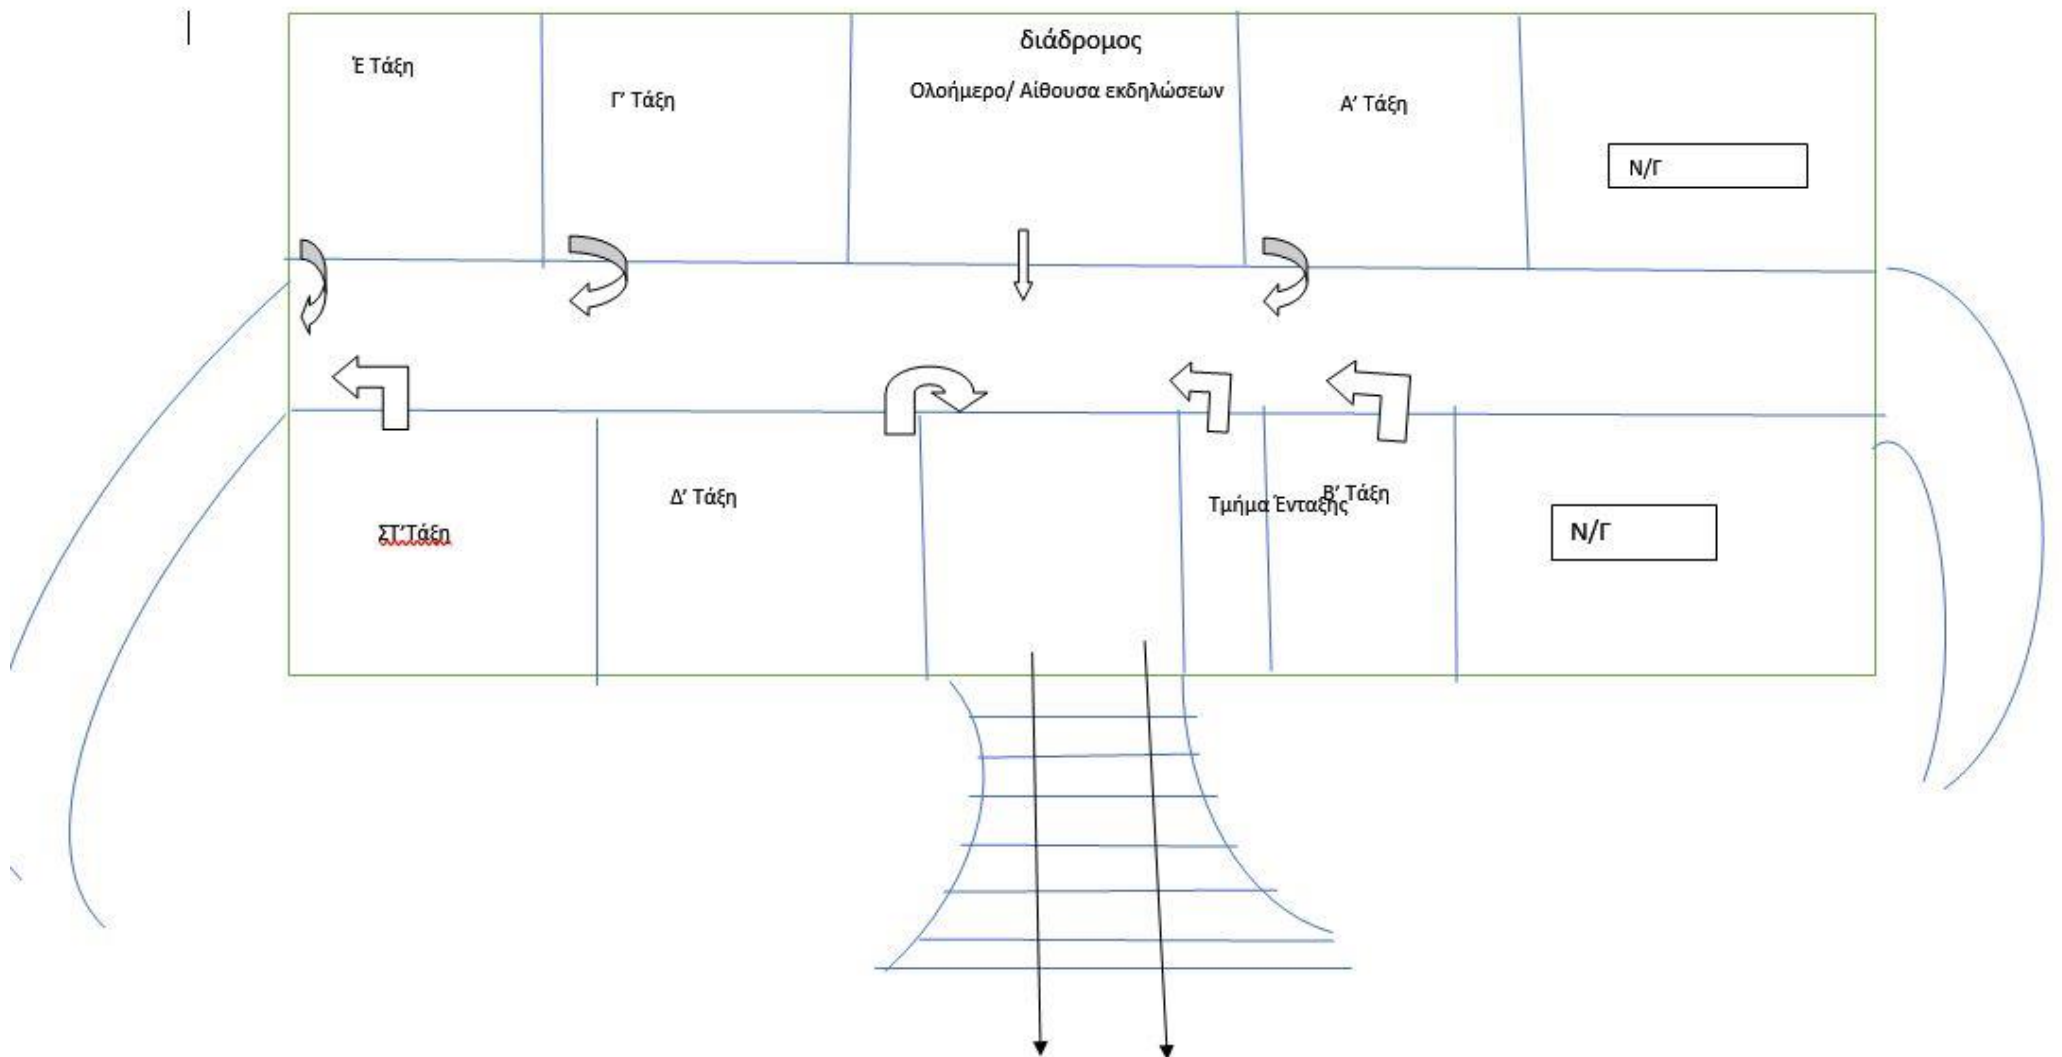 διάδρομος
Έ Τάξη
Γ' Τάξη
Ολοήμερο/ Αίθουσα εκδηλώσεων
Α' Τάξη
Ν/Γ
ΣΤ'Τάξη
Δ' Τάξη
Τμήμα Ένταξης
Β' Τάξη
Ν/Γ